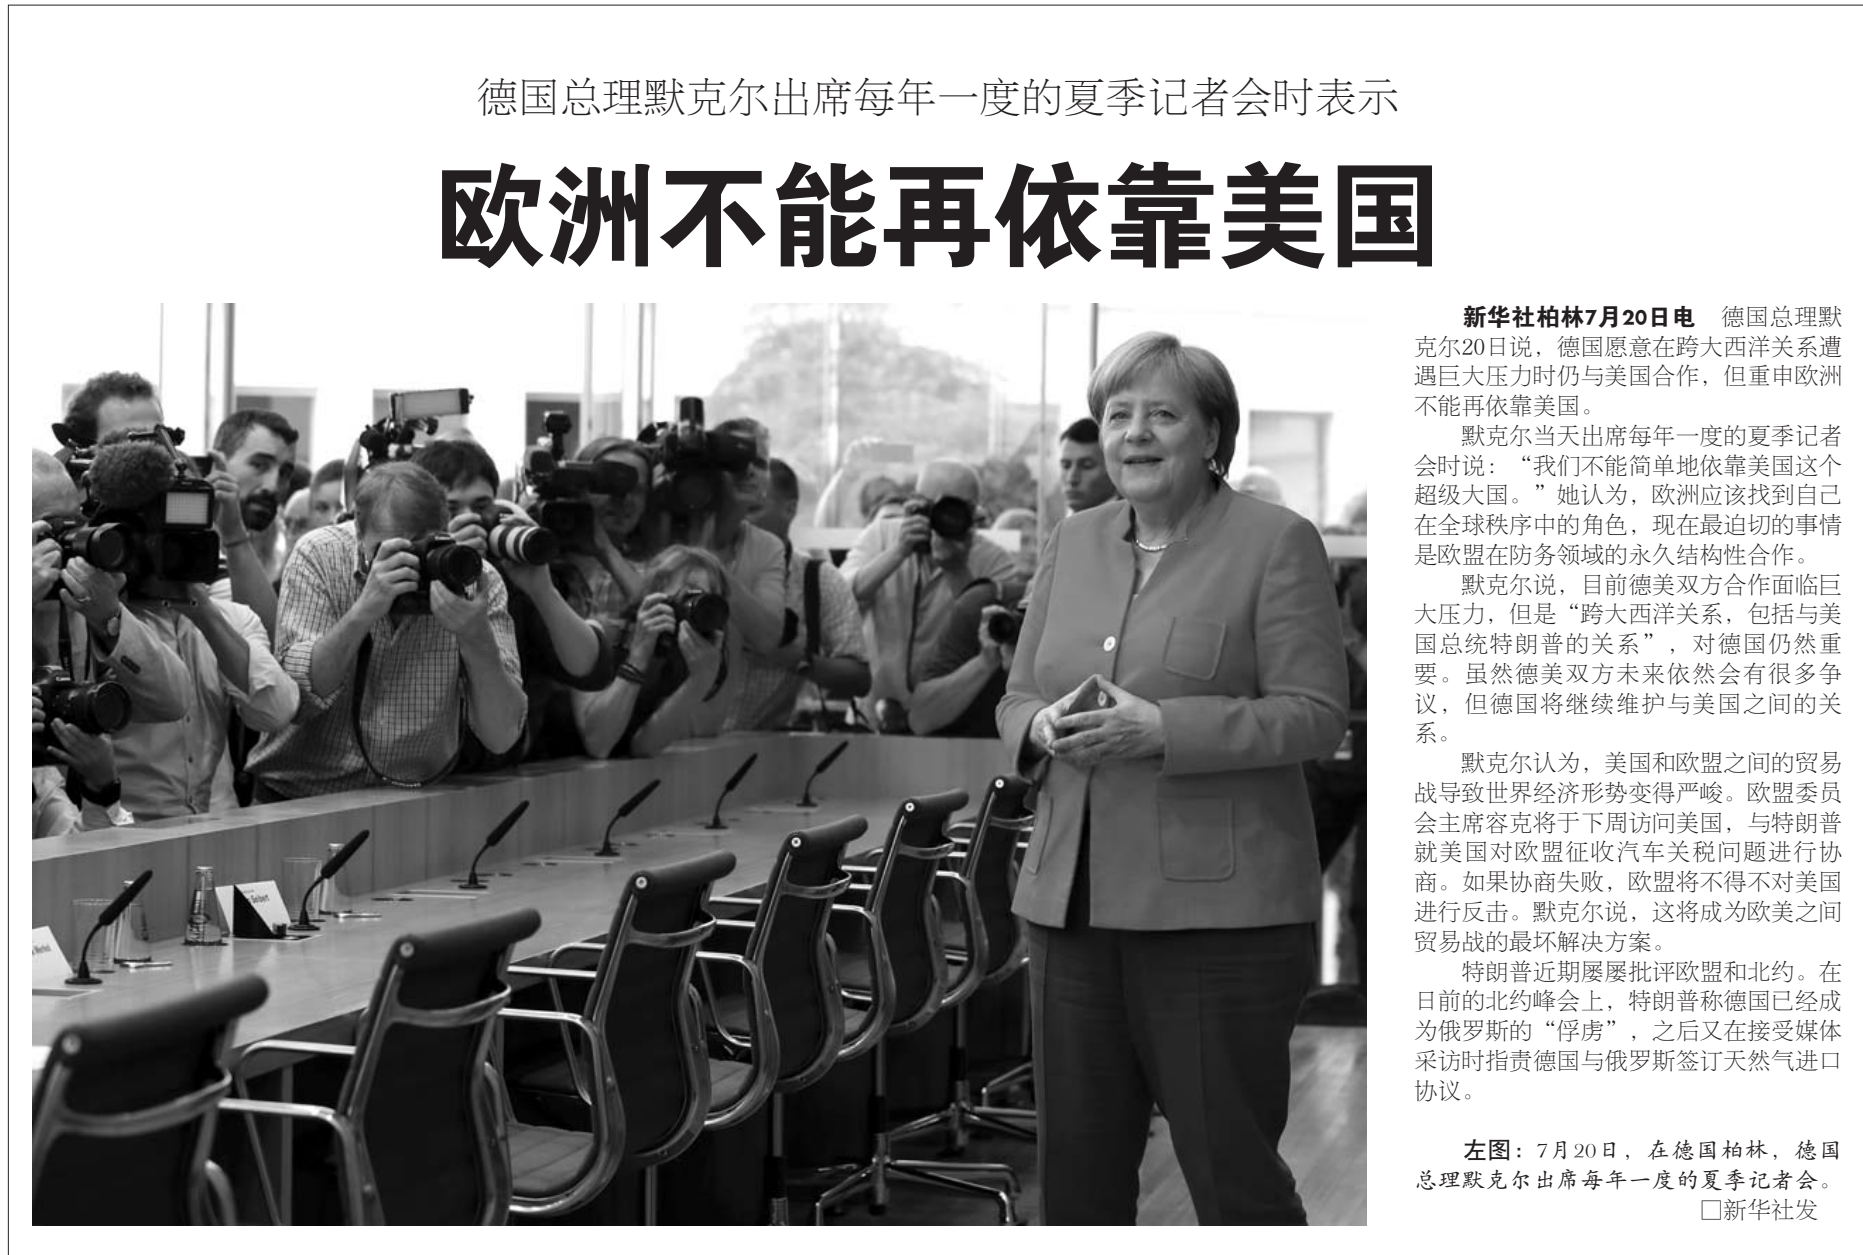 德国总理默克尔出席每年一度的夏季记者会时表示
欧洲不能再依靠美国
新华社柏林7月20日电 德国总理默
克尔20日说，德国愿意在跨大西洋关系遭
遇巨大压力时仍与美国合作，但重申欧洲
不能再依靠美国。
默克尔当天出席每年一度的夏季记者
会时说：“我们不能简单地依靠美国这个
超级大国。”她认为，欧洲应该找到自己
在全球秩序中的角色，现在最迫切的事情
是欧盟在防务领域的永久结构性合作。
默克尔说，目前德美双方合作面临巨
大压力，但是“跨大西洋关系，包括与美
国总统特朗普的关系”，对德国仍然重
要。虽然德美双方未来依然会有很多争
议，但德国将继续维护与美国之间的关
系。
默克尔认为，美国和欧盟之间的贸易
战导致世界经济形势变得严峻。欧盟委员
会主席容克将于下周访问美国，与特朗普
就美国对欧盟征收汽车关税问题进行协
商。如果协商失败，欧盟将不得不对美国
进行反击。默克尔说，这将成为欧美之间
贸易战的最坏解决方案。
特朗普近期屡屡批评欧盟和北约。在
日前的北约峰会上，特朗普称德国已经成
为俄罗斯的“俘虏”，之后又在接受媒体
采访时指责德国与俄罗斯签订天然气进口
协议。
左图：7月20日，在德国柏林，德国
总理默克尔出席每年一度的夏季记者会。
□新华社发
Seibert
Merkel